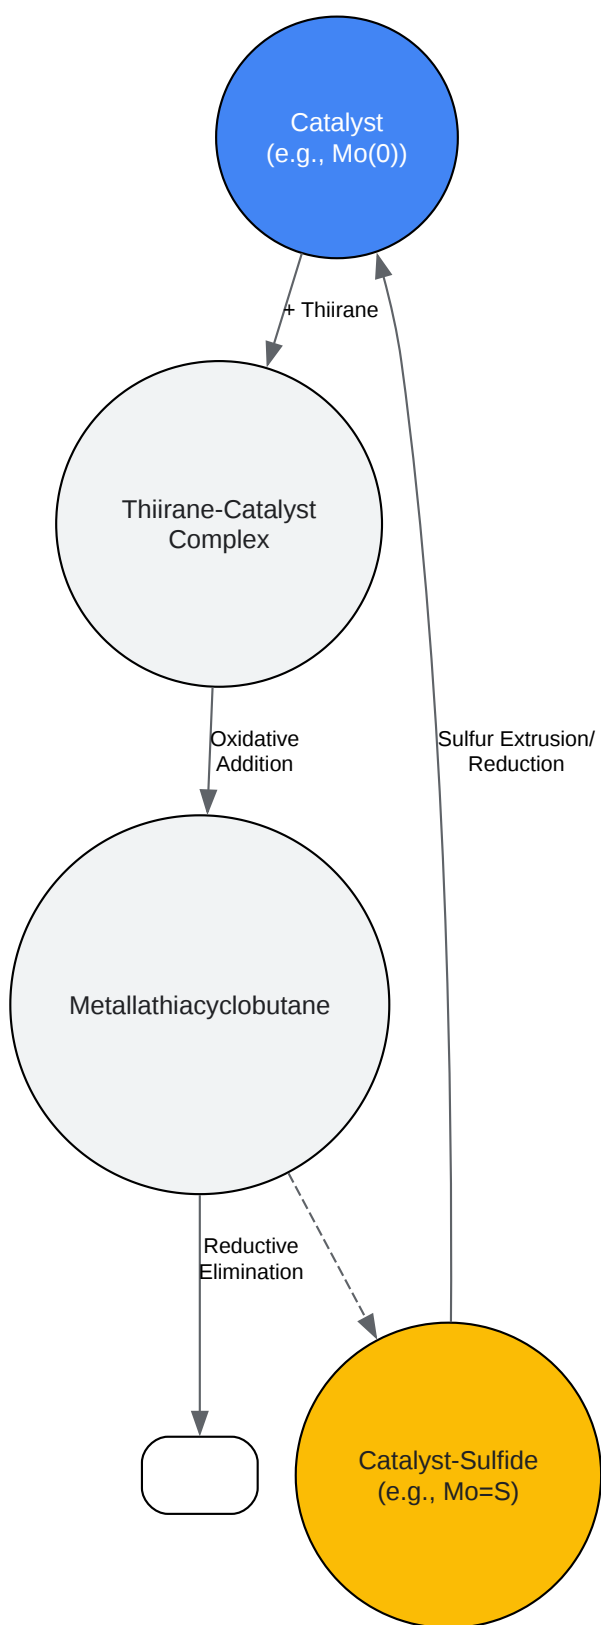 Catalyst
(e.g., Mo(0))
+ Thiirane
Thiirane-Catalyst
Complex
Oxidative
Addition
Sulfur Extrusion/
Reduction
Metallathiacyclobutane
Reductive
Elimination
Catalyst-Sulfide
(e.g., Mo=S)